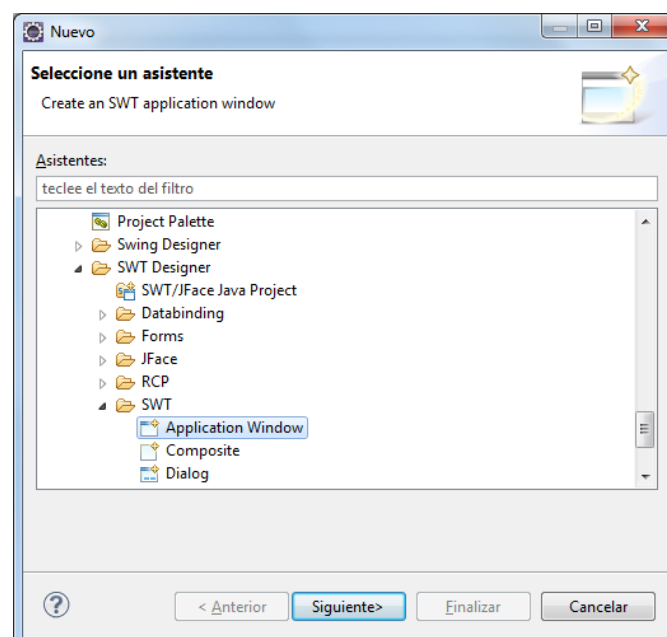 Nuevo
Seleccione un asistente
Create an SWT application window
Asistentes:
teclee el texto del filtro
Project Palette
Swing Designer
SWT Designer
SWT/JFace Java Project
Databinding
Forms
JFace
RCP
SWT
Application Window
Composite
Dialog
? < Anterior Siguiente> Finalizar Cancelar